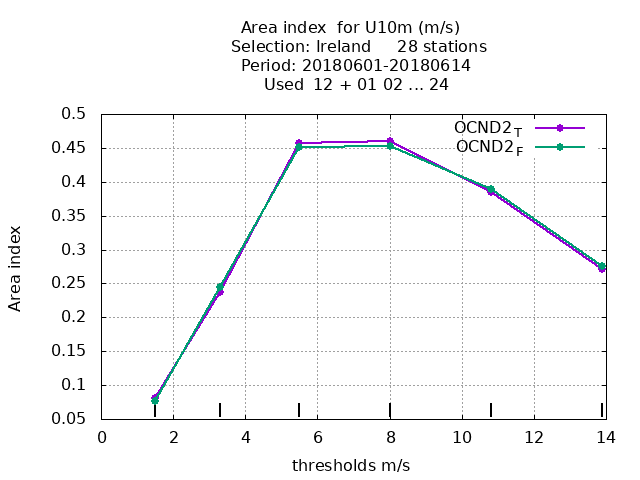 Area index  for U10m (m/s)
Selection: Ireland     28 stations
Period: 20180601-20180614
Used  12 + 01 02 ... 24
OCND2T
OCND2F
0.5
0.45
0.4
0.35
0.3
0.25
0.2
0.15
0.1
0.05
Area index
0 2 4 6 8 10 12 14
thresholds m/s